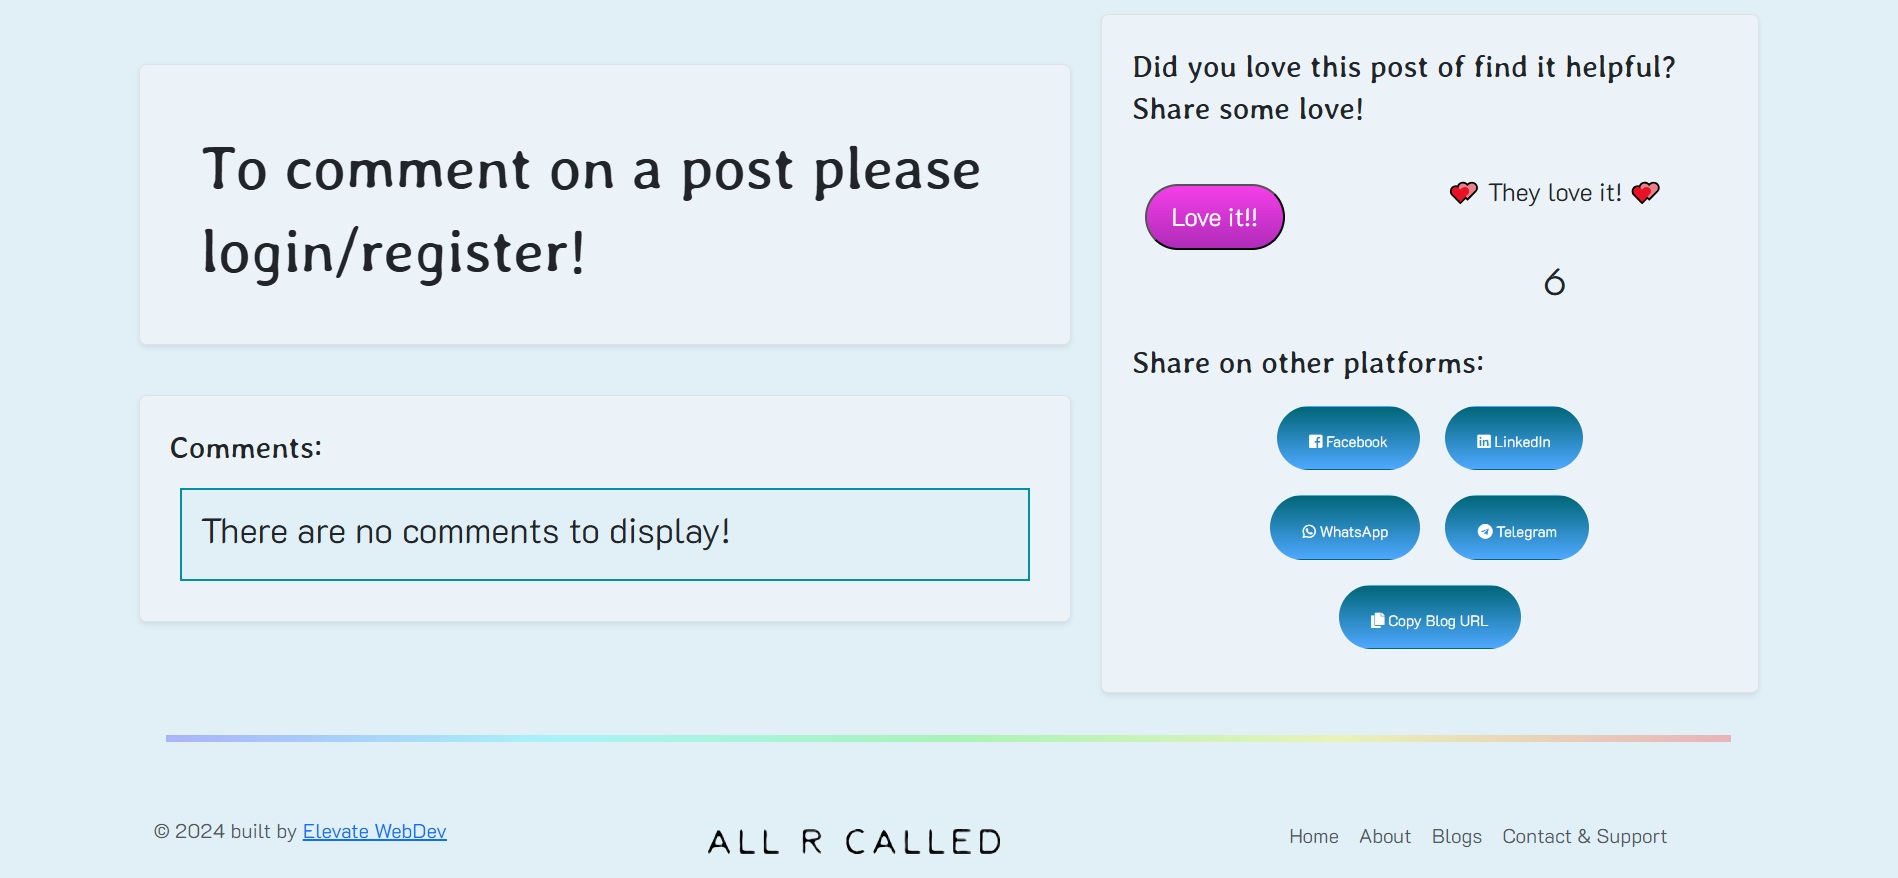 To comment on a post please
login/register!
Comments:
There are no comments to display!
Did you love this post of find it helpful?
Share some love!
Love it!!
💕 They love it! 💕
6
Share on other platforms:
Facebook
LinkedIn
WhatsApp
Telegram
Copy Blog URL
© 2024 built by Elevate WebDev
ALL R CALLED
Home About Blogs Contact & Support